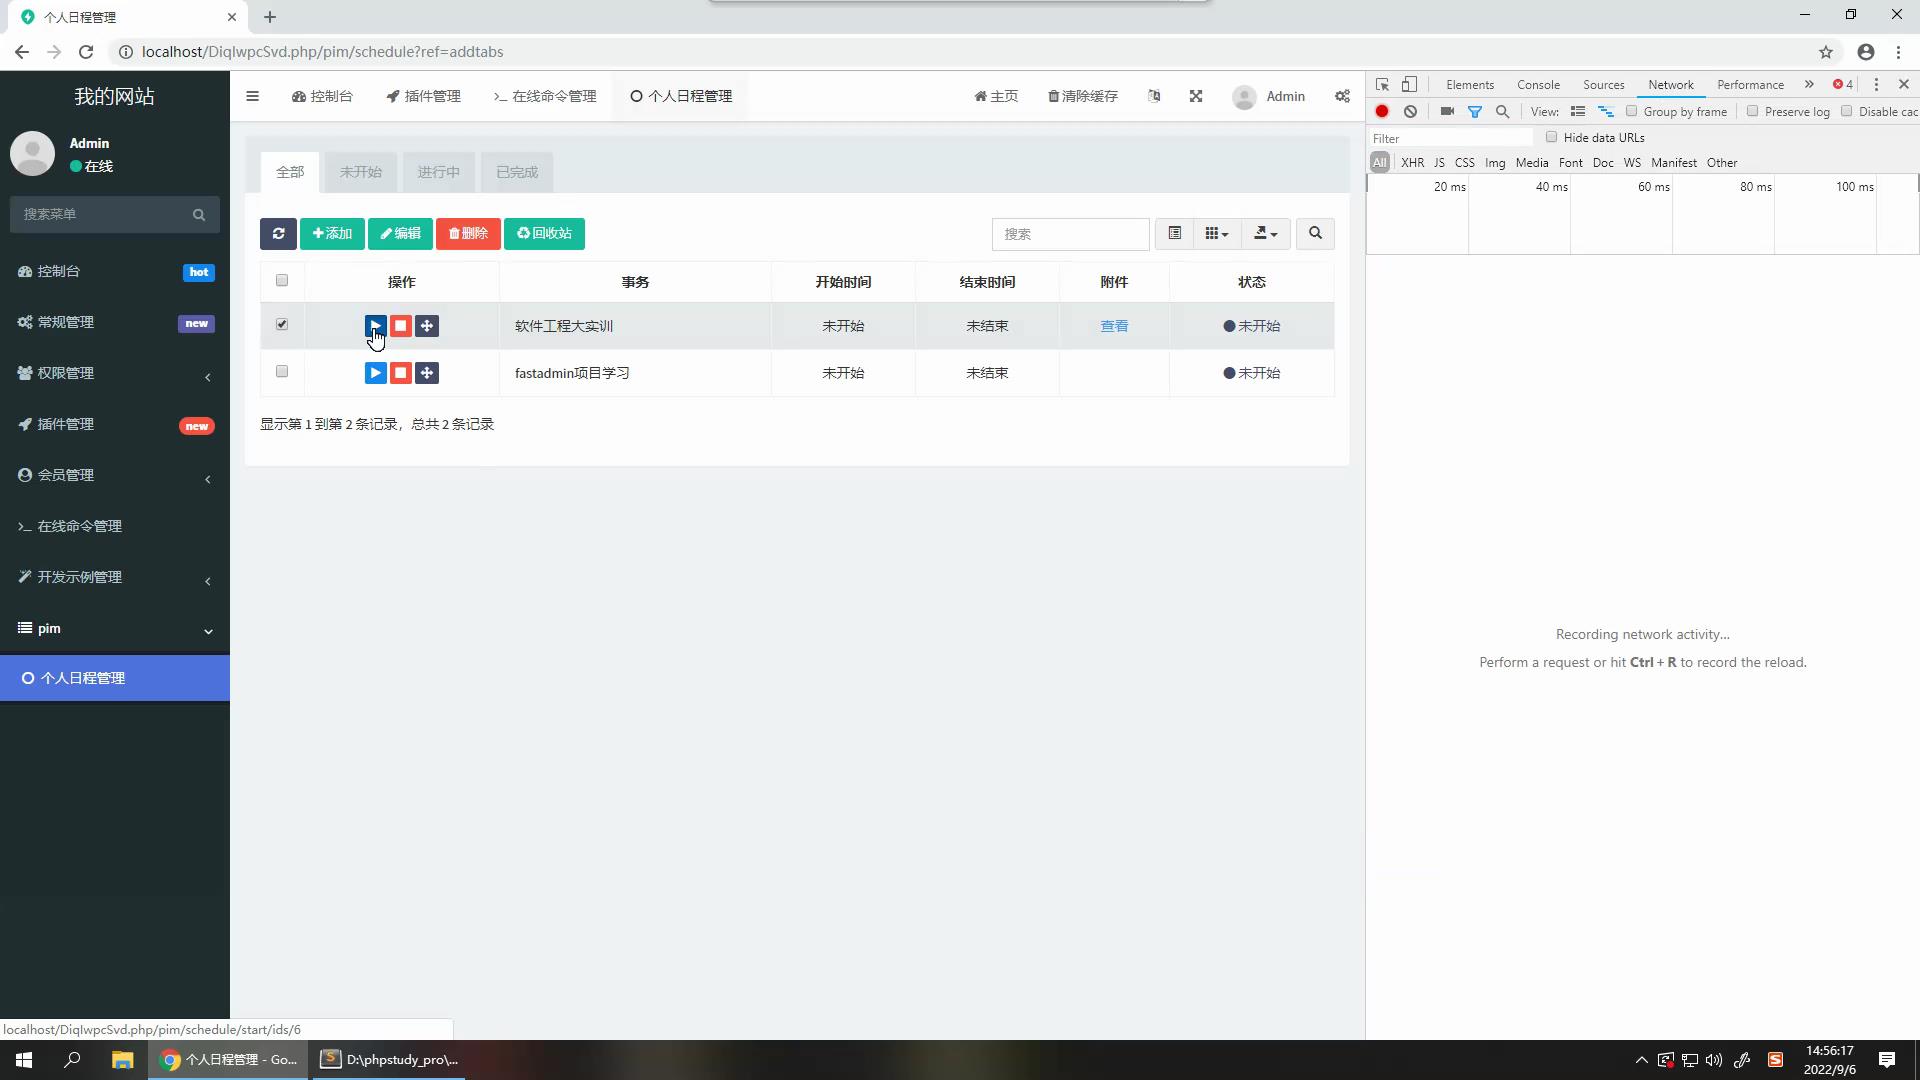 个人日程管理
localhost/DiqIwpcSvd.php/pim/schedule?ref=addtabs
我的网站
Admin
在线
搜索菜单
控制台 hot
常规管理 new
权限管理
插件管理 new
会员管理
在线命令管理
开发示例管理
pim
个人日程管理
控制台 插件管理 在线命令管理 个人日程管理 主页 清除缓存 Admin
全部 未开始 进行中 已完成
添加 编辑 删除 回收站 搜索
操作 事务 开始时间 结束时间 附件 状态
软件工程大实训 未开始 未结束 查看 未开始
fastadmin项目学习 未开始 未结束 未开始
显示第 1 到第 2 条记录，总共 2 条记录
Elements Console Sources Network Performance » 4
View: Group by frame Preserve log Disable cac
Filter Hide data URLs
All XHR JS CSS Img Media Font Doc WS Manifest Other
20 ms 40 ms 60 ms 80 ms 100 ms
Recording network activity...
Perform a request or hit Ctrl + R to record the reload.
localhost/DiqIwpcSvd.php/pim/schedule/start/ids/6
个人日程管理 - Go... D:\phpstudy_pro\...
14:56:17
2022/9/6